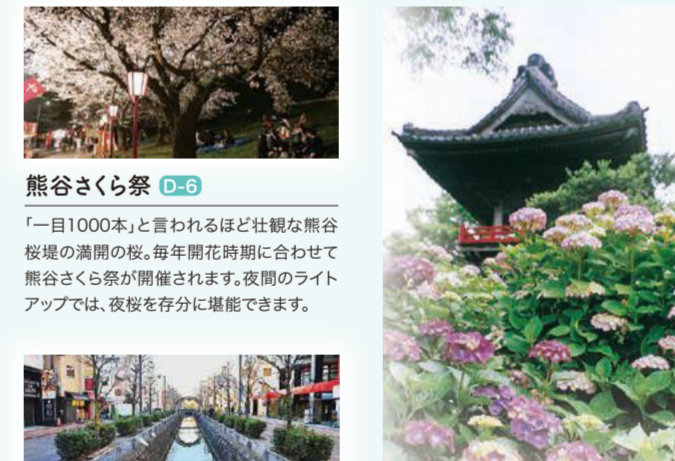 や
熊谷さくら祭 D-6
「一目1000本」と言われるほど壮観な熊谷
桜堤の満開の桜。毎年開花時期に合わせて
熊谷さくら祭が開催されます。夜間のライト
アップでは、夜桜を存分に堪能できます。